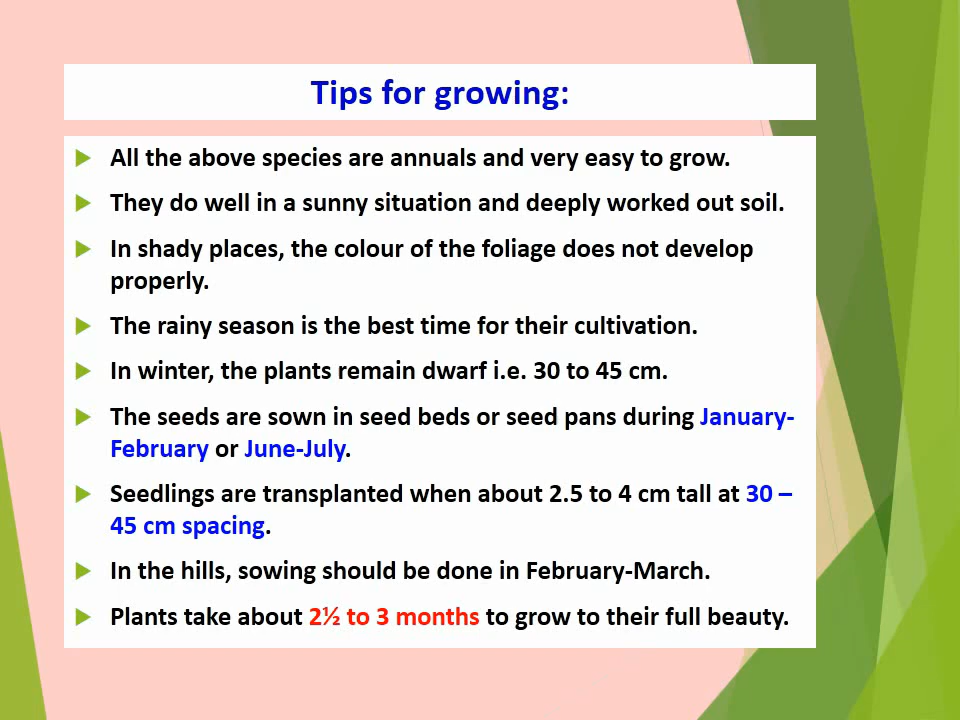 Tips for growing:
All the above species are annuals and very easy to grow.
They do well in a sunny situation and deeply worked out soil.
In shady places, the colour of the foliage does not develop
properly.
The rainy season is the best time for their cultivation.
In winter, the plants remain dwarf i.e. 30 to 45 cm.
The seeds are sown in seed beds or seed pans during January-
February or June-July.
Seedlings are transplanted when about 2.5 to 4 cm tall at 30 –
45 cm spacing.
In the hills, sowing should be done in February-March.
Plants take about 2½ to 3 months to grow to their full beauty.